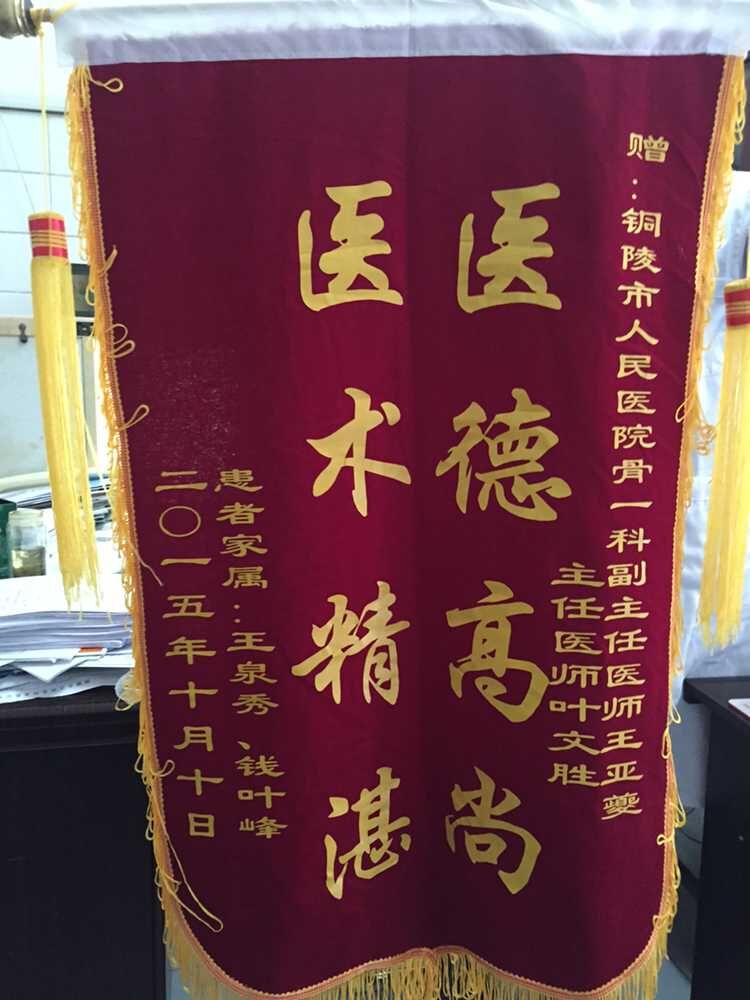 赠:铜陵市人民医院骨一科副主任医师王亚夔
主任医师叶文胜
医德高尚
医术精湛
患者家属:王泉秀、钱叶峰
二〇一五年十月十日